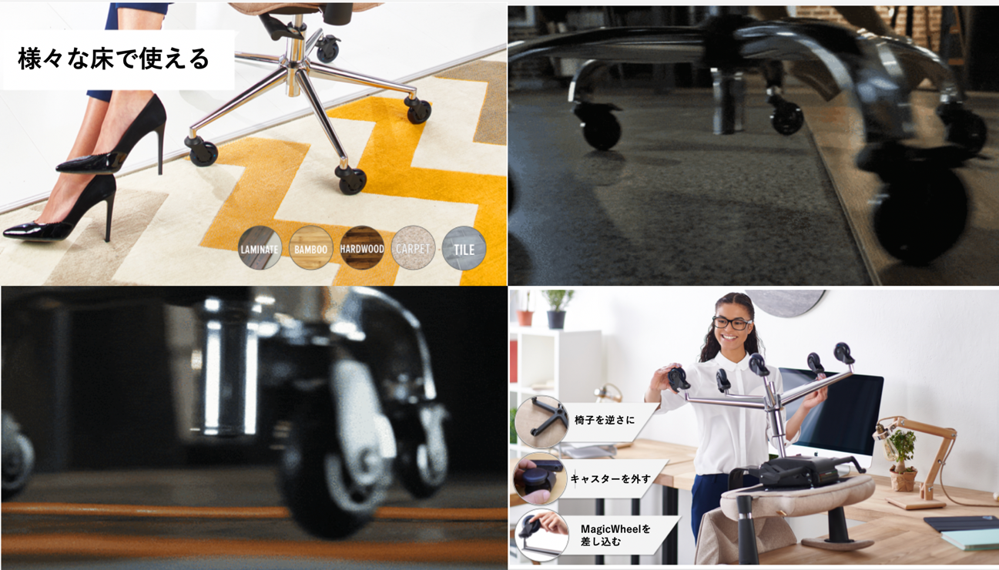 様々な床で使える
LAMINATE
BAMBOO
HARDWOOD
CARPET
TILE
椅子を逆さに
キャスターを外す
MagicWheelを
差し込む